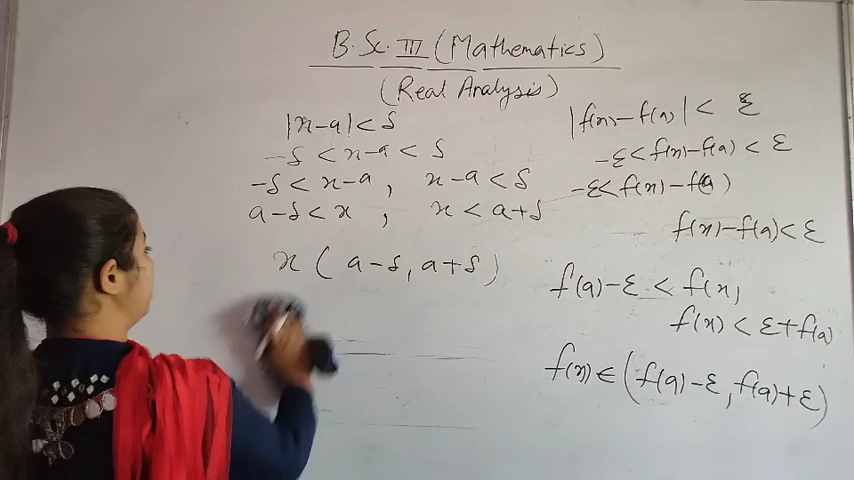 B.Sc. III (Mathematics)
(Real Analysis)
|x-a| < δ
-δ < x-a < δ
-δ < x-a , x-a < δ
a-δ < x , x < a+δ
x ( a-δ, a+δ )
|f(x)-f(a)| < ε
-ε < f(x)-f(a) < ε
-ε < f(x)-f(a)
f(x)-f(a) < ε
f(a)-ε < f(x),
f(x) < ε+f(a)
f(x) ∈ (f(a)-ε, f(a)+ε)